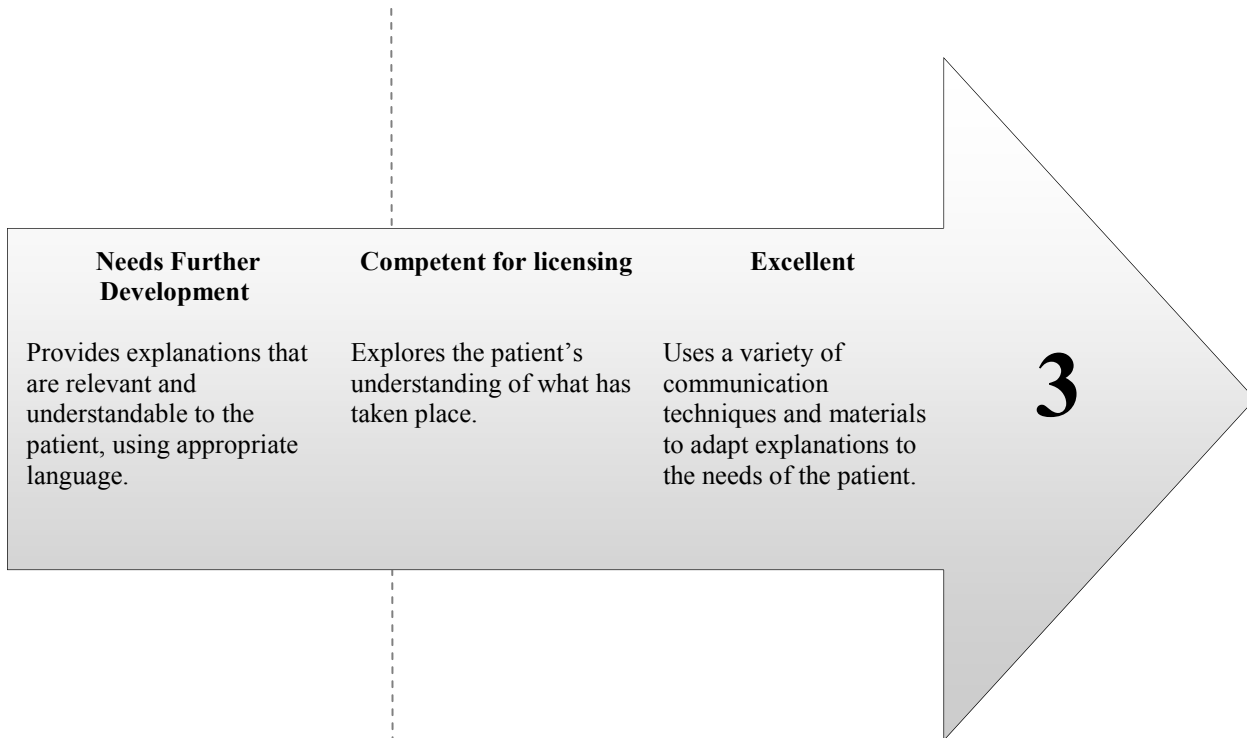 Needs Further
Development
Provides explanations that
are relevant and
understandable to the
patient, using appropriate
language.
Competent for licensing
Explores the patient’s
understanding of what has
taken place.
Excellent
Uses a variety of
communication
techniques and materials
to adapt explanations to
the needs of the patient.
3